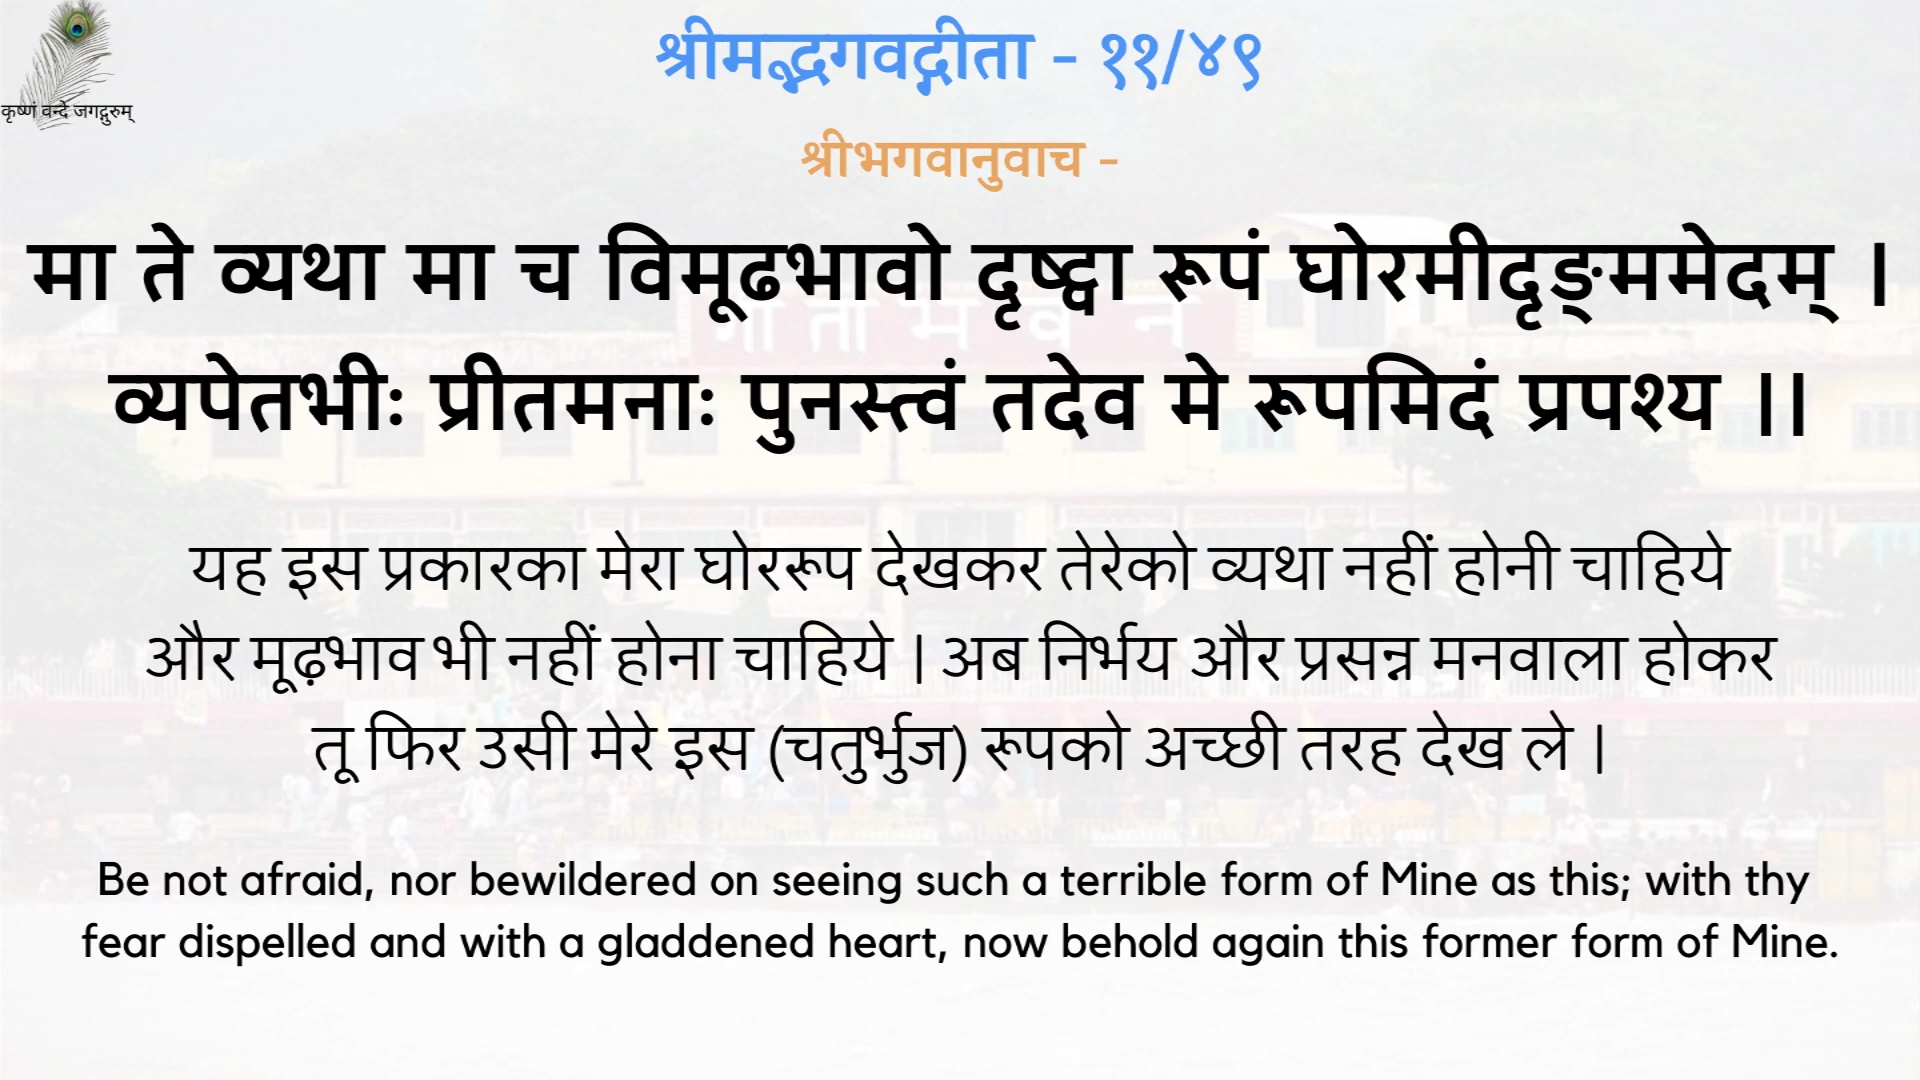 कृष्णं वन्दे जगद्गुरुम्
श्रीमद्भगवद्गीता - ११/४९
श्रीभगवानुवाच -
मा ते व्यथा मा च विमूढभावो दृष्ट्वा रूपं घोरमीदृङ्ममेदम् ।
गीता भवन
व्यपेतभीः प्रीतमनाः पुनस्त्वं तदेव मे रूपमिदं प्रपश्य ।।
यह इस प्रकारका मेरा घोररूप देखकर तेरेको व्यथा नहीं होनी चाहिये
और मूढ़भाव भी नहीं होना चाहिये | अब निर्भय और प्रसन्न मनवाला होकर
तू फिर उसी मेरे इस (चतुर्भुज) रूपको अच्छी तरह देख ले |
Be not afraid, nor bewildered on seeing such a terrible form of Mine as this; with thy
fear dispelled and with a gladdened heart, now behold again this former form of Mine.